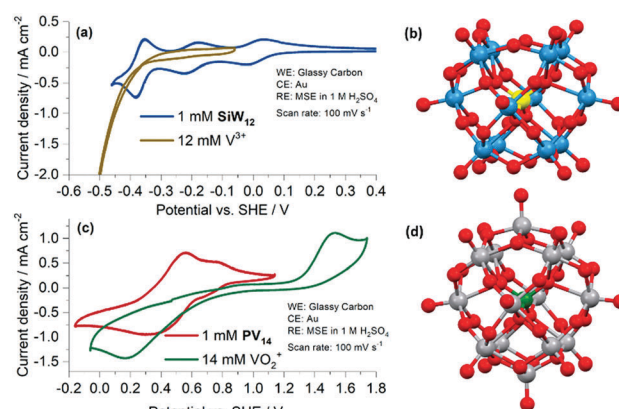 (a)
(b)
Current density / mA cm⁻²
0.5
0.0
-0.5
-1.0
-1.5
-2.0
WE: Glassy Carbon
CE: Au
RE: MSE in 1 M H₂SO₄
Scan rate: 100 mV s⁻¹
1 mM SiW₁₂
12 mM V³⁺
-0.6 -0.5 -0.4 -0.3 -0.2 -0.1 0.0 0.1 0.2 0.3 0.4
Potential vs. SHE / V
(c)
(d)
Current density / mA cm⁻²
1.0
0.5
0.0
-0.5
-1.0
-1.5
WE: Glassy Carbon
CE: Au
RE: MSE in 1 M H₂SO₄
Scan rate: 100 mV s⁻¹
1 mM PV₁₄
14 mM VO₂⁺
-0.2 0.0 0.2 0.4 0.6 0.8 1.0 1.2 1.4 1.6 1.8
Potential vs. SHE / V